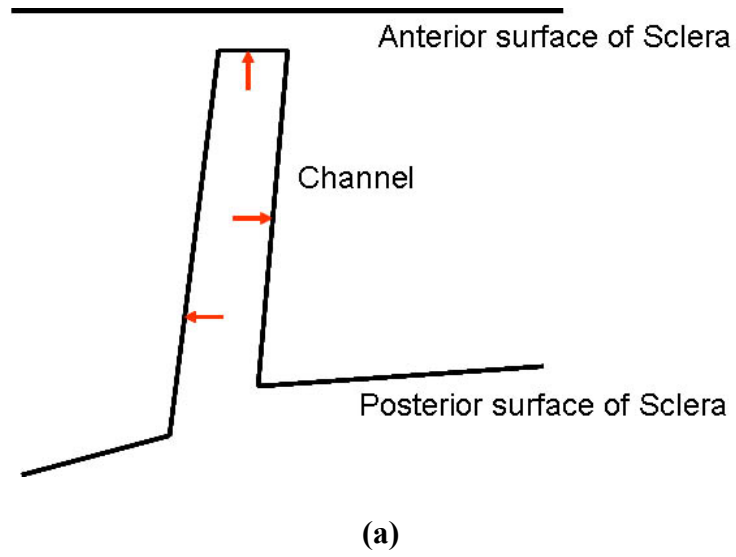 Anterior surface of Sclera
Channel
Posterior surface of Sclera
(a)